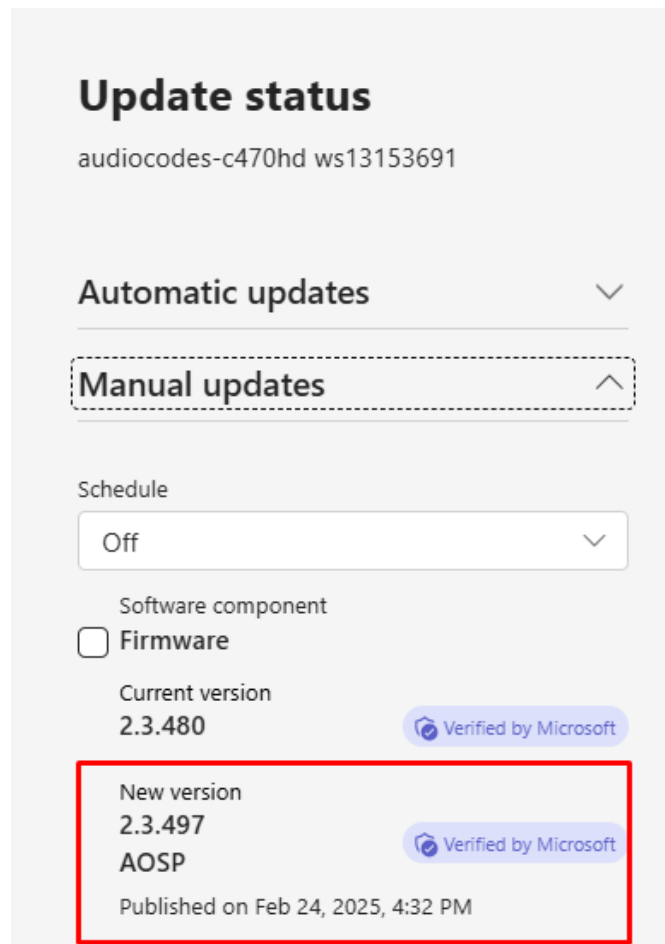 Update status
audiocodes-c470hd ws13153691
Automatic updates
Manual updates
Schedule
Off
Software component
Firmware
Current version
2.3.480
Verified by Microsoft
New version
2.3.497
AOSP
Verified by Microsoft
Published on Feb 24, 2025, 4:32 PM